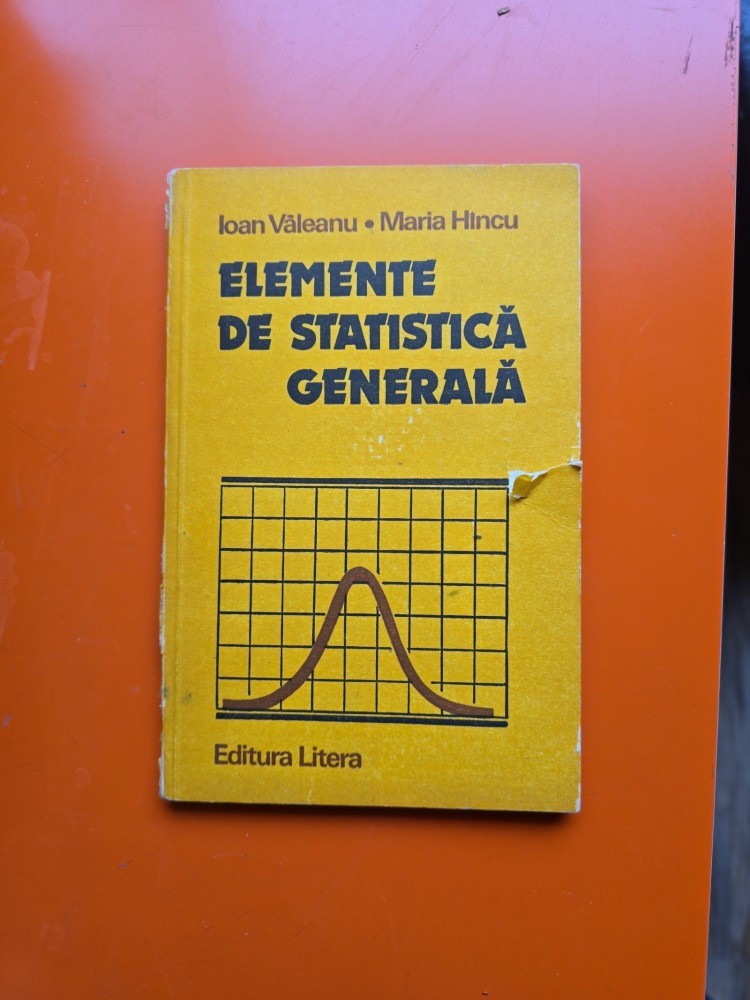 Ioan Văleanu • Maria Hîncu
ELEMENTE
DE STATISTICĂ
GENERALĂ
Editura Litera